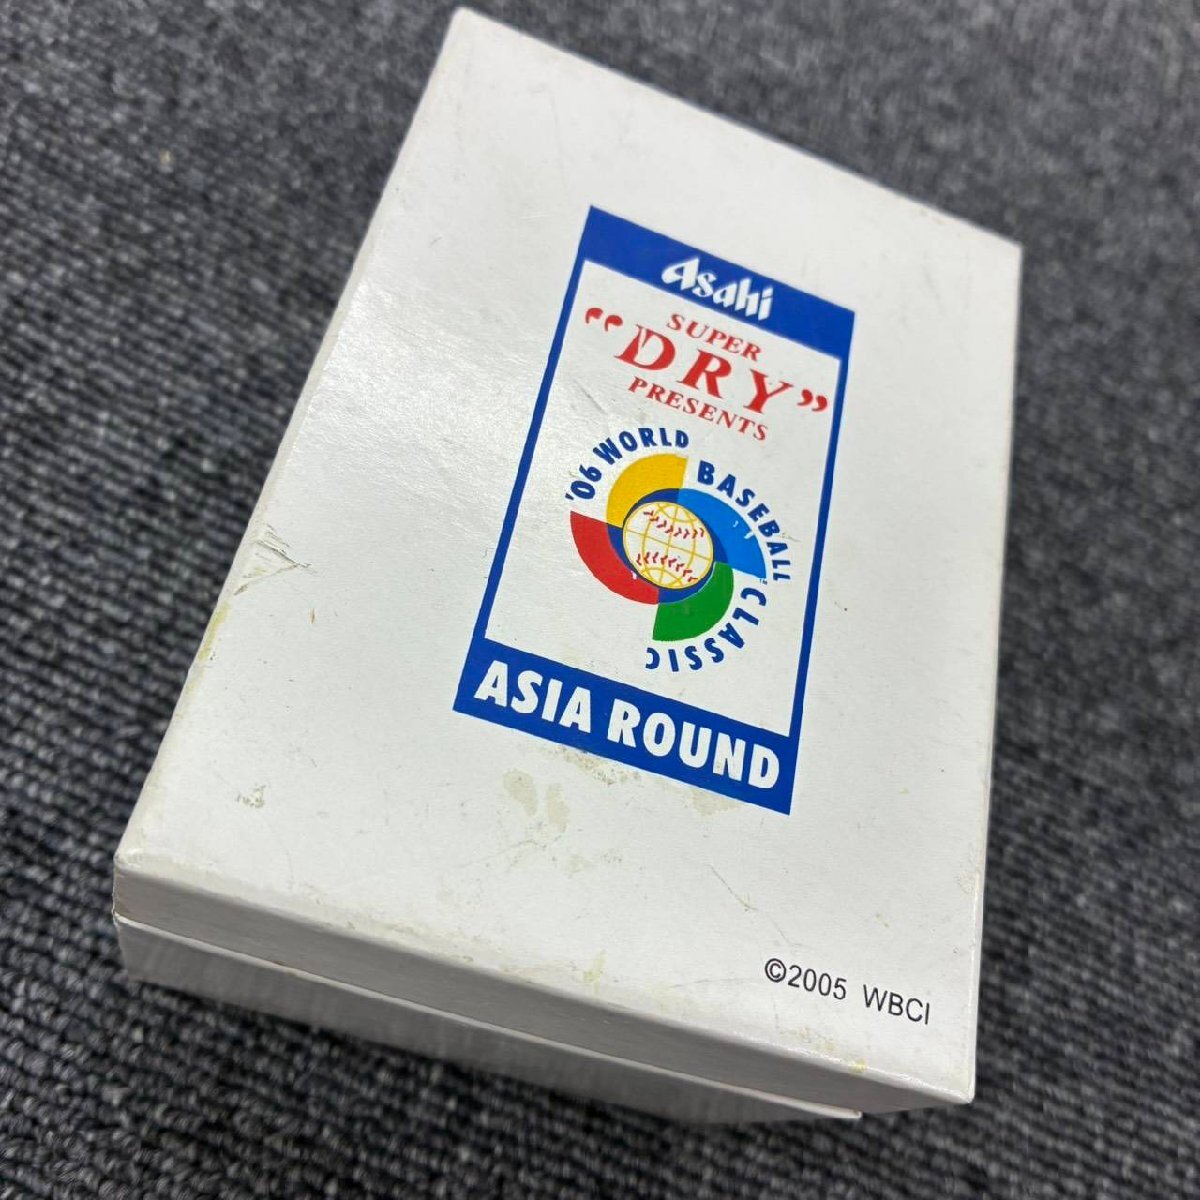 Asahi
SUPER
"DRY"
PRESENTS
'06 WORLD BASEBALL CLASSIC
ASIA ROUND
©2005 WBCI